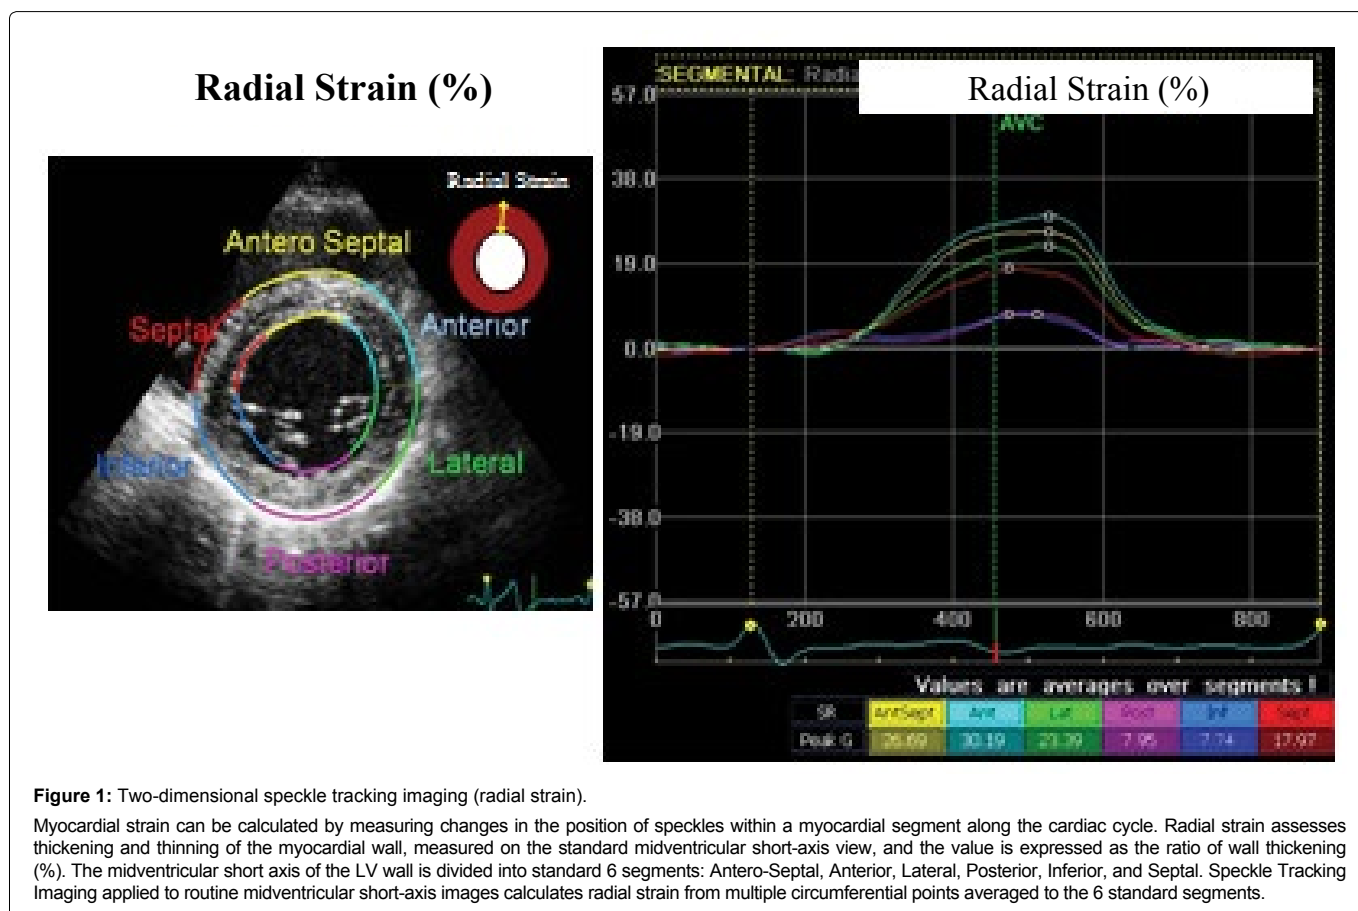 Radial Strain (%)
Radial Strain
Antero Septal
Septal
Anterior
Inferior
Lateral
Posterior
SEGMENTAL: Radia
Radial Strain (%)
AVC
57.0
38.0
19.0
0.0
-19.0
-38.0
-57.0
0 200 400 600 800
Values are averages over segments !
SR AntSept Ant Lat Post Inf Sept
Peak G 26.69 30.19 23.39 7.95 7.74 17.97
Figure 1: Two-dimensional speckle tracking imaging (radial strain).
Myocardial strain can be calculated by measuring changes in the position of speckles within a myocardial segment along the cardiac cycle. Radial strain assesses
thickening and thinning of the myocardial wall, measured on the standard midventricular short-axis view, and the value is expressed as the ratio of wall thickening
(%). The midventricular short axis of the LV wall is divided into standard 6 segments: Antero-Septal, Anterior, Lateral, Posterior, Inferior, and Septal. Speckle Tracking
Imaging applied to routine midventricular short-axis images calculates radial strain from multiple circumferential points averaged to the 6 standard segments.